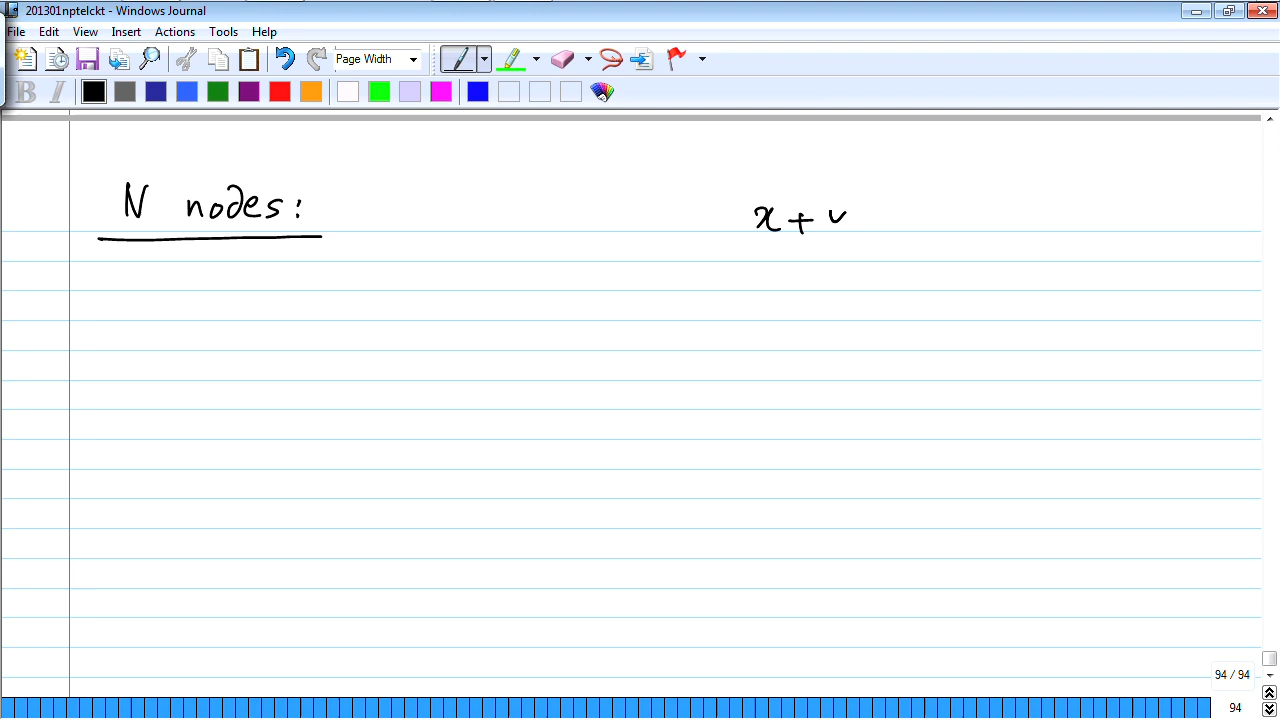 201301nptelckt - Windows Journal
File Edit View Insert Actions Tools Help
Page Width
B I
N nodes:
x +
94 / 94
94